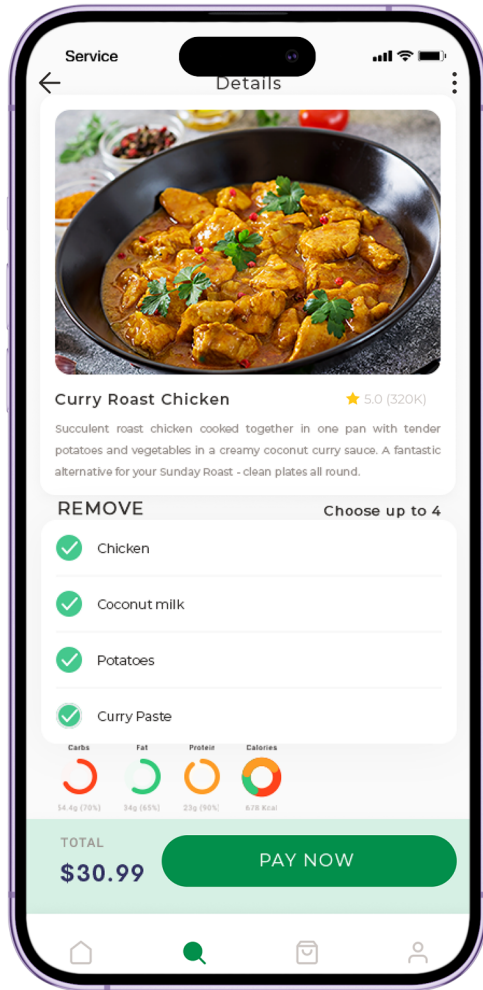 Service
Details
Curry Roast Chicken
5.0 (320K)
Succulent roast chicken cooked together in one pan with tender
potatoes and vegetables in a creamy coconut curry sauce. A fantastic
alternative for your Sunday Roast - clean plates all round.
REMOVE
Choose up to 4
Chicken
Coconut milk
Potatoes
Curry Paste
Carbs Fat Protein Calories
54.4g (70%) 34g (65%) 23g (90%) 678 Kcal
TOTAL
$30.99
PAY NOW